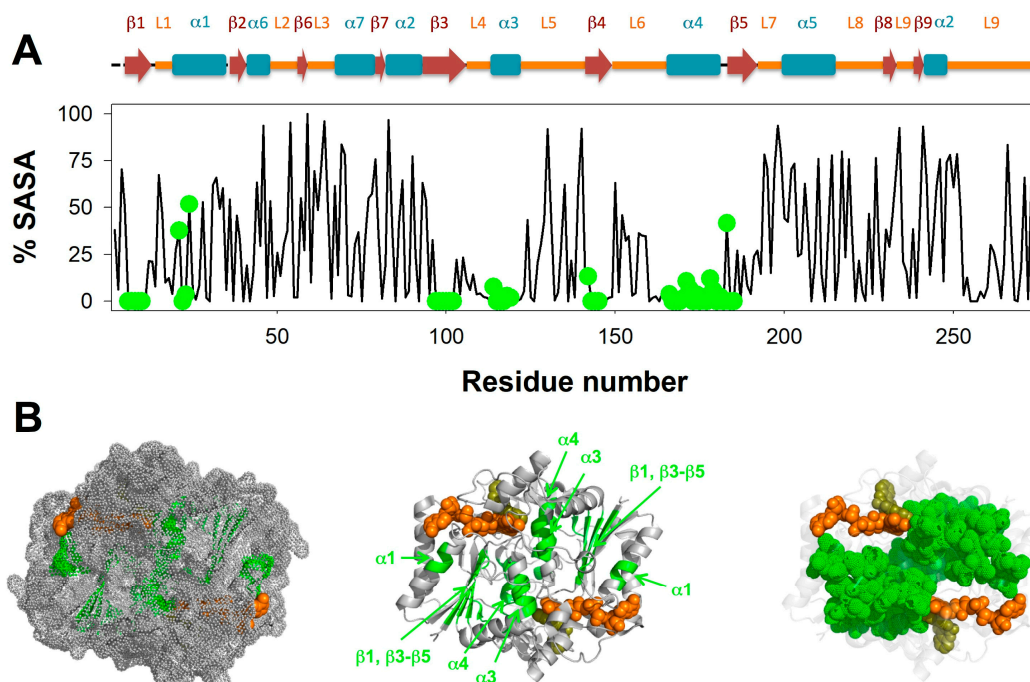 β1 L1 α1 β2 α6 L2 β6 L3 α7 β7 α2 β3 L4 α3 L5 β4 L6 α4 β5 L7 α5 L8 β8 L9 β9 α2 L9
A
100
75
50
25
0
% SASA
50 100 150 200 250
Residue number
B
α4
α3
β1, β3-β5
α1
α1
β1, β3-β5
α4
α3